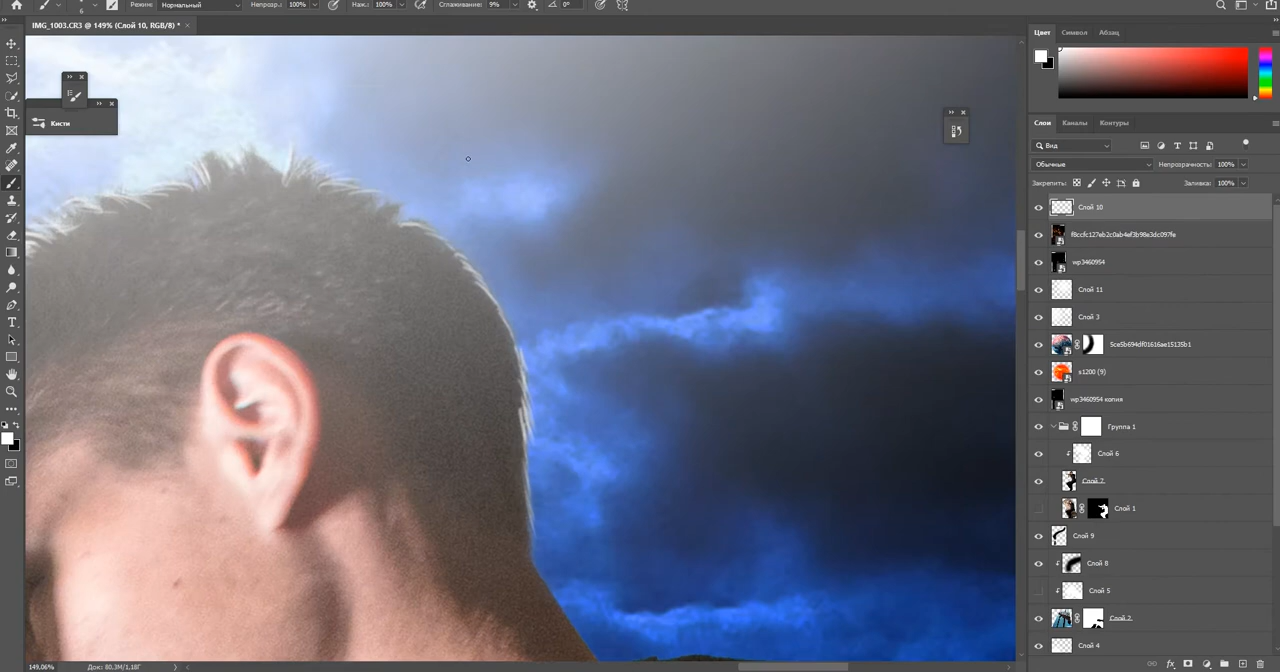 Режим: Нормальный Непрозр.: 100% Наж.: 100% Сглаживание: 9% 0°
IMG_1003.CR3 @ 149% (Слой 10, RGB/8) * ×
Кисти
Цвет Символ Абзац
Слои Каналы Контуры
Вид
Обычные Непрозрачность: 100%
Закрепить: Заливка: 100%
Слой 10
f8ccfc127eb2c0ab4ef3b98e3dc097fe
wp3460954
Слой 11
Слой 3
5ce5b694df01616ae15135b1
s1200 (9)
wp3460954 копия
Группа 1
Слой 6
Слой 7
Слой 1
Слой 9
Слой 8
Слой 5
Слой 2
Слой 4
149,06% Док: 80,3M/1,18Г